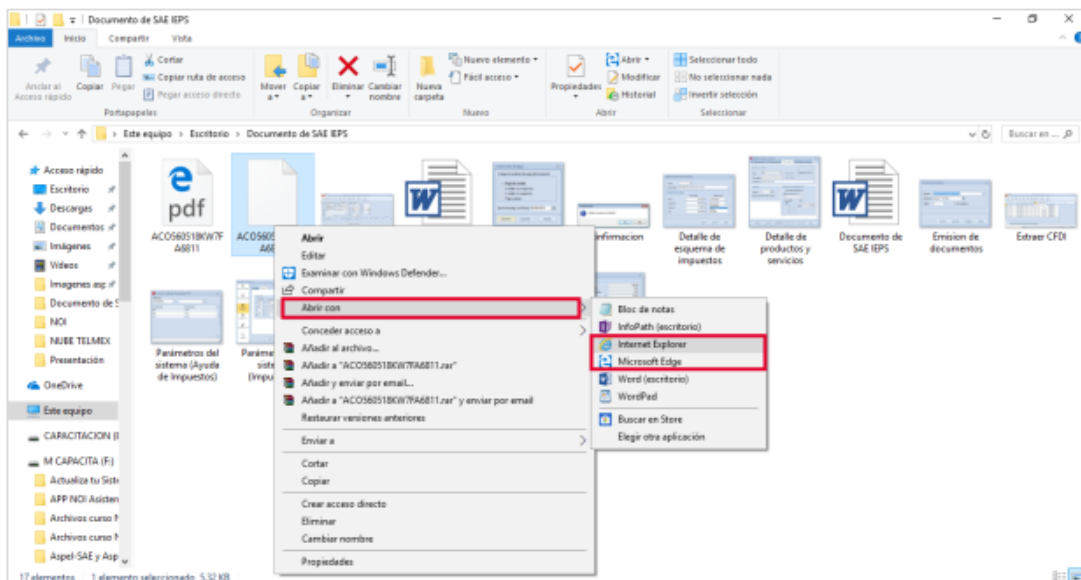 Documento de SAE IEPS
Archivo Inicio Compartir Vista
Anclar al Acceso rápido
Copiar
Pegar
Cortar
Copiar ruta de acceso
Pegar acceso directo
Portapapeles
Mover a
Copiar a
Eliminar
Cambiar nombre
Organizar
Nueva carpeta
Nuevo elemento
Fácil acceso
Nuevo
Propiedades
Abrir
Modificar
Historial
Abrir
Seleccionar todo
No seleccionar nada
Invertir selección
Seleccionar
Este equipo > Escritorio > Documento de SAE IEPS
Buscar en ...
Acceso rápido
Escritorio
Descargas
Documentos
Imágenes
Videos
Imagenes asp
Documento de S
NOI
NUBE TELMEX
Presentación
OneDrive
Este equipo
CAPACITACION (
M CAPACITA (F:)
Actualiza tu Siste
APP NOI Asisten
Archivos curso
Archivos curso
Aspel-SAE y Asp
pdf
ACO560518KW7F
A6811
ACO5605
A68
Confirmacion
Detalle de
esquema de
impuestos
Detalle de
productos y
servicios
Documento de
SAE IEPS
Emision de
documentos
Extraer CFDI
Parámetros del
sistema (Ayuda
de Impuestos)
Paráme
siste
(Impu
Abrir
Editar
Examinar con Windows Defender...
Compartir
Abrir con
Conceder acceso a
Añadir al archivo...
Añadir a "ACO560518KW7FA6811.rar"
Añadir y enviar por email...
Añadir a "ACO560518KW7FA6811.rar" y enviar por email
Restaurar versiones anteriores
Enviar a
Cortar
Copiar
Crear acceso directo
Eliminar
Cambiar nombre
Propiedades
Bloc de notas
InfoPath (escritorio)
Internet Explorer
Microsoft Edge
Word (escritorio)
WordPad
Buscar en Store
Elegir otra aplicación
17 elementos 1 elemento seleccionado 5.32 KB